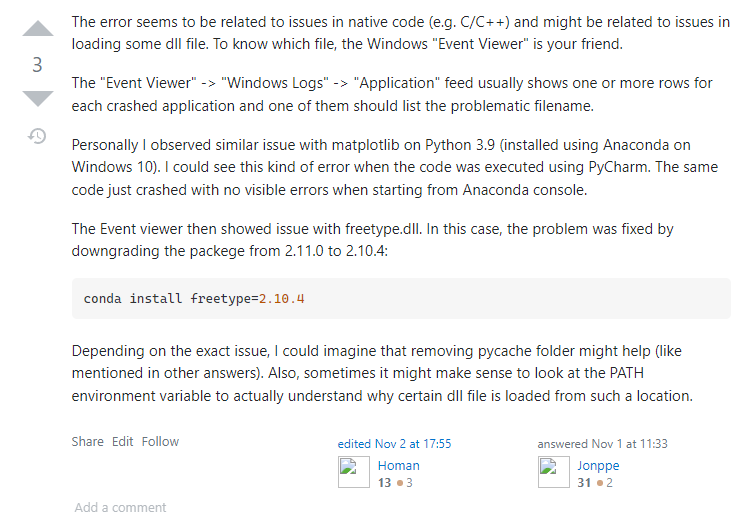 The error seems to be related to issues in native code (e.g. C/C++) and might be related to issues in
loading some dll file. To know which file, the Windows "Event Viewer" is your friend.
3
The "Event Viewer" -> "Windows Logs" -> "Application" feed usually shows one or more rows for
each crashed application and one of them should list the problematic filename.
Personally I observed similar issue with matplotlib on Python 3.9 (installed using Anaconda on
Windows 10). I could see this kind of error when the code was executed using PyCharm. The same
code just crashed with no visible errors when starting from Anaconda console.
The Event viewer then showed issue with freetype.dll. In this case, the problem was fixed by
downgrading the packege from 2.11.0 to 2.10.4:
conda install freetype=2.10.4
Depending on the exact issue, I could imagine that removing pycache folder might help (like
mentioned in other answers). Also, sometimes it might make sense to look at the PATH
environment variable to actually understand why certain dll file is loaded from such a location.
Share Edit Follow
edited Nov 2 at 17:55
Homan
13 ●3
answered Nov 1 at 11:33
Jonppe
31 ●2
Add a comment